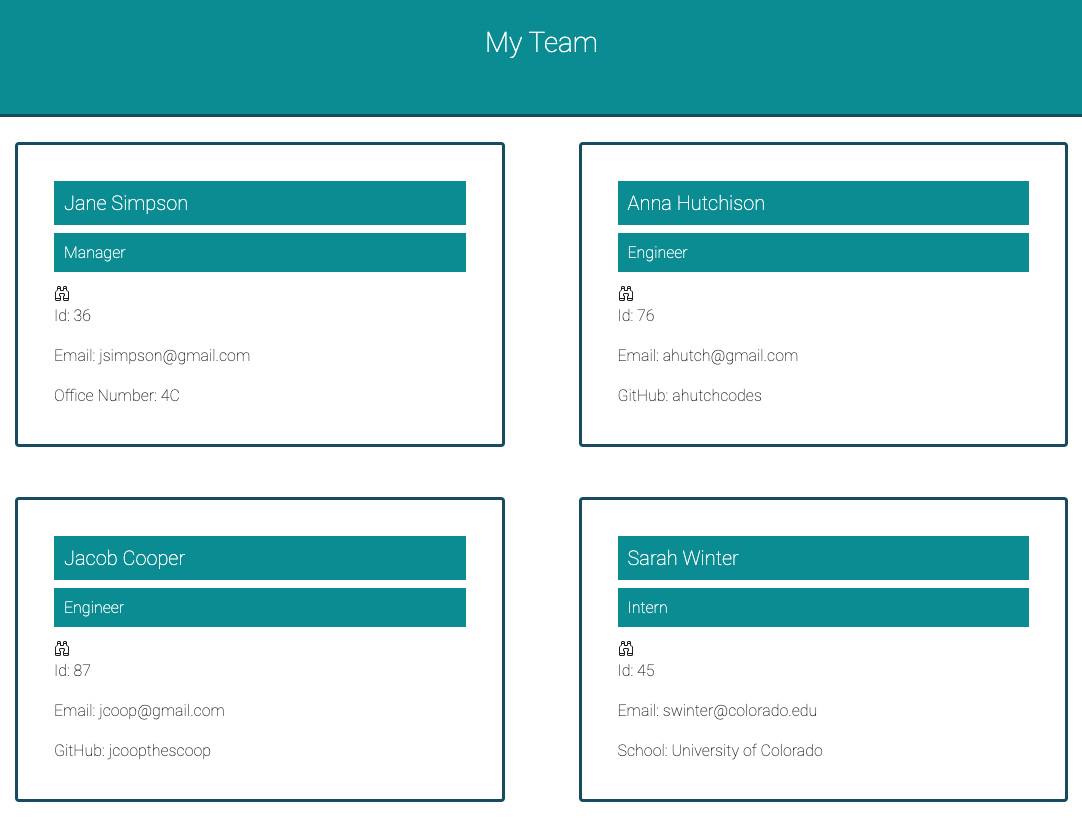 My Team
Jane Simpson
Manager
Id: 36
Email: jsimpson@gmail.com
Office Number: 4C
Anna Hutchison
Engineer
Id: 76
Email: ahutch@gmail.com
GitHub: ahutchcodes
Jacob Cooper
Engineer
Id: 87
Email: jcoop@gmail.com
GitHub: jcoopthescoop
Sarah Winter
Intern
Id: 45
Email: swinter@colorado.edu
School: University of Colorado